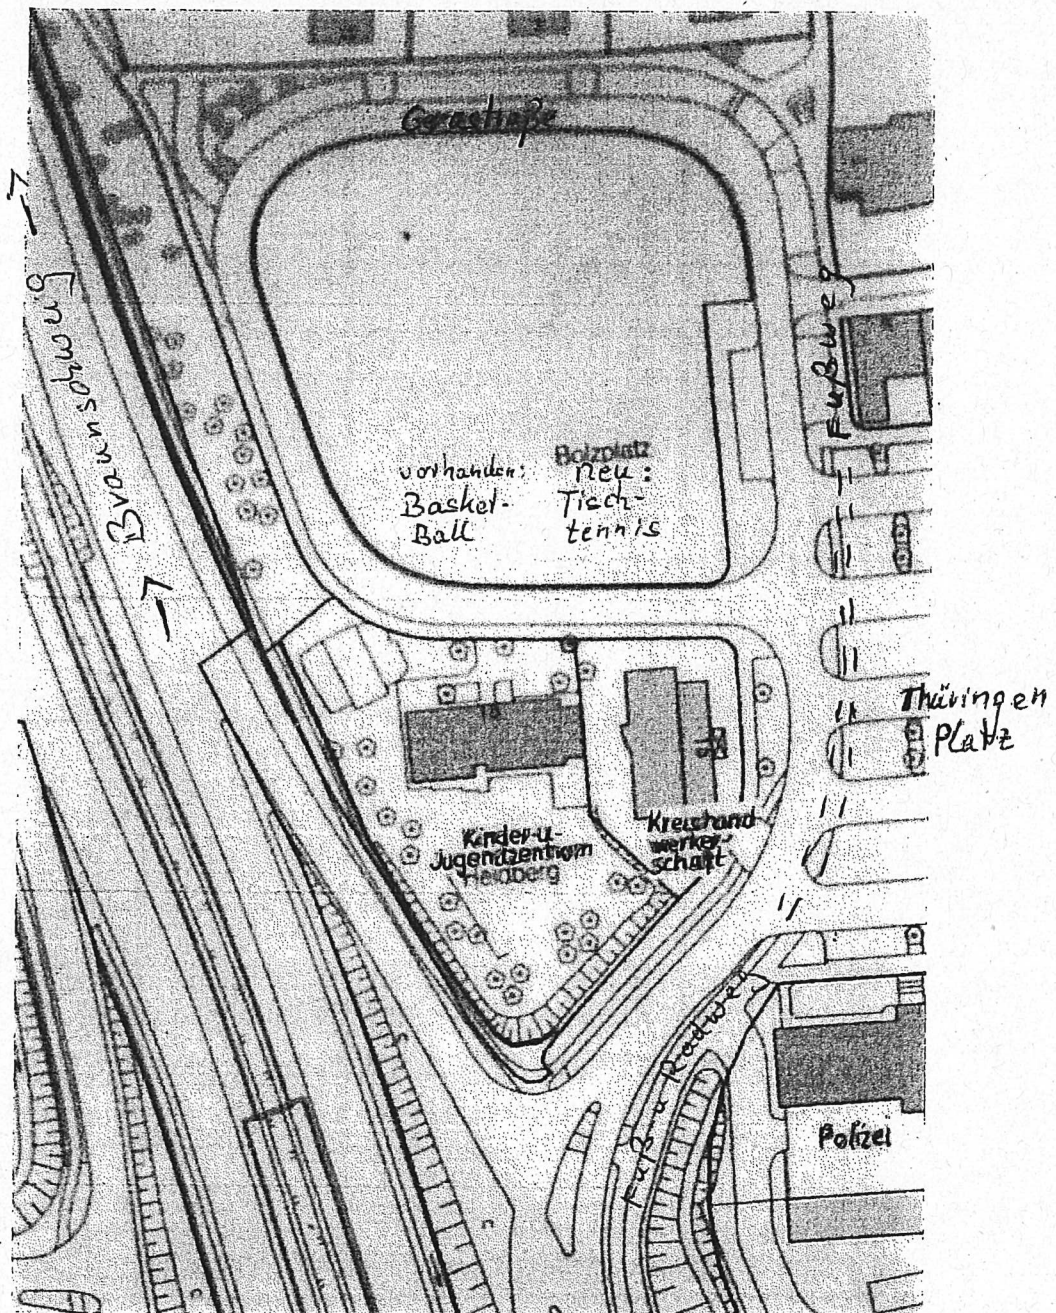 Gerastraße
Braunschweig
Fußweg
Bolzplatz
vorhanden:
Basket-
Ball
neu:
Tisch-
tennis
Thüringen
Platz
Kinder-u-
Jugendzentrum
Heidberg
Kreishand
werker-
schaft
Fuß- u Radweg
Polizei